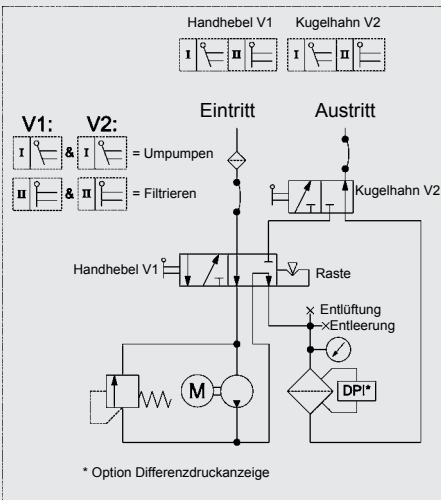 Handhebel V1 Kugelhahn V2
I II I II
Eintritt Austritt
V1: V2:
I & I = Umpumpen
II & II = Filtrieren
Kugelhahn V2
Handhebel V1
Raste
Entlüftung
Entleerung
M
DPI*
* Option Differenzdruckanzeige